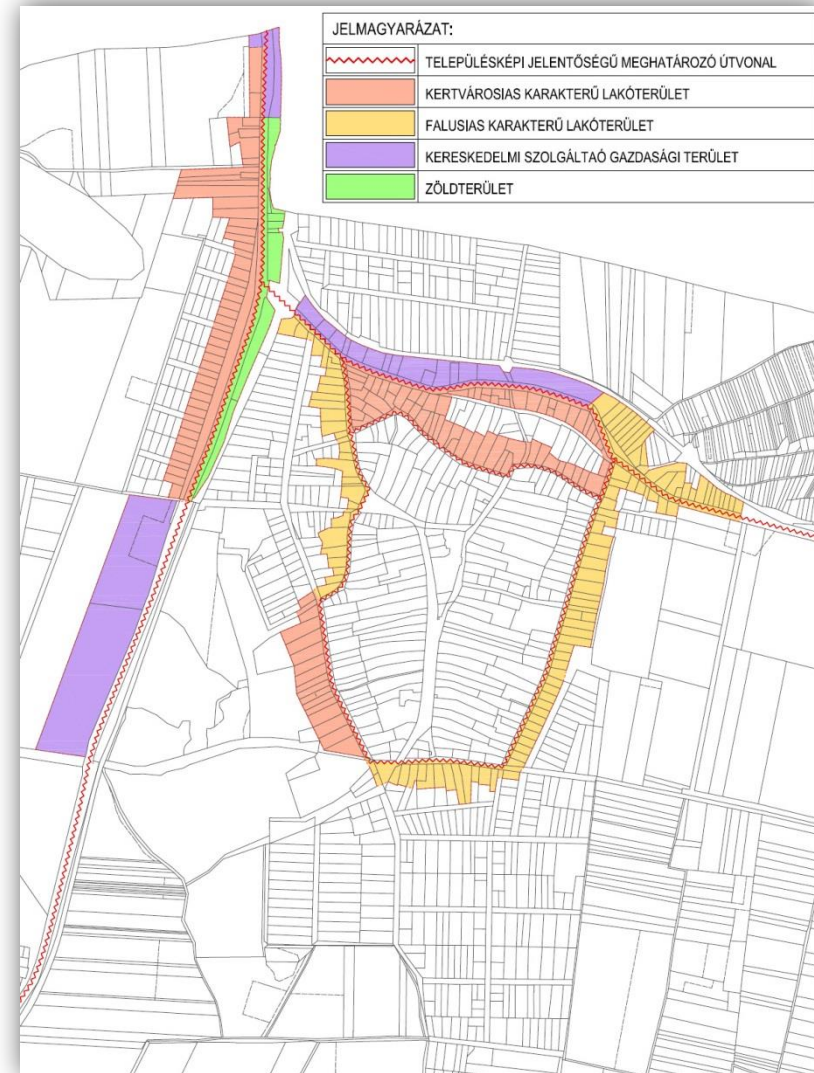 JELMAGYARÁZAT:
TELEPÜLÉSKÉPI JELENTŐSÉGŰ MEGHATÁROZÓ ÚTVONAL
KERTVÁROSIAS KARAKTERŰ LAKÓTERÜLET
FALUSIAS KARAKTERŰ LAKÓTERÜLET
KERESKEDELMI SZOLGÁLTAÓ GAZDASÁGI TERÜLET
ZÖLDTERÜLET